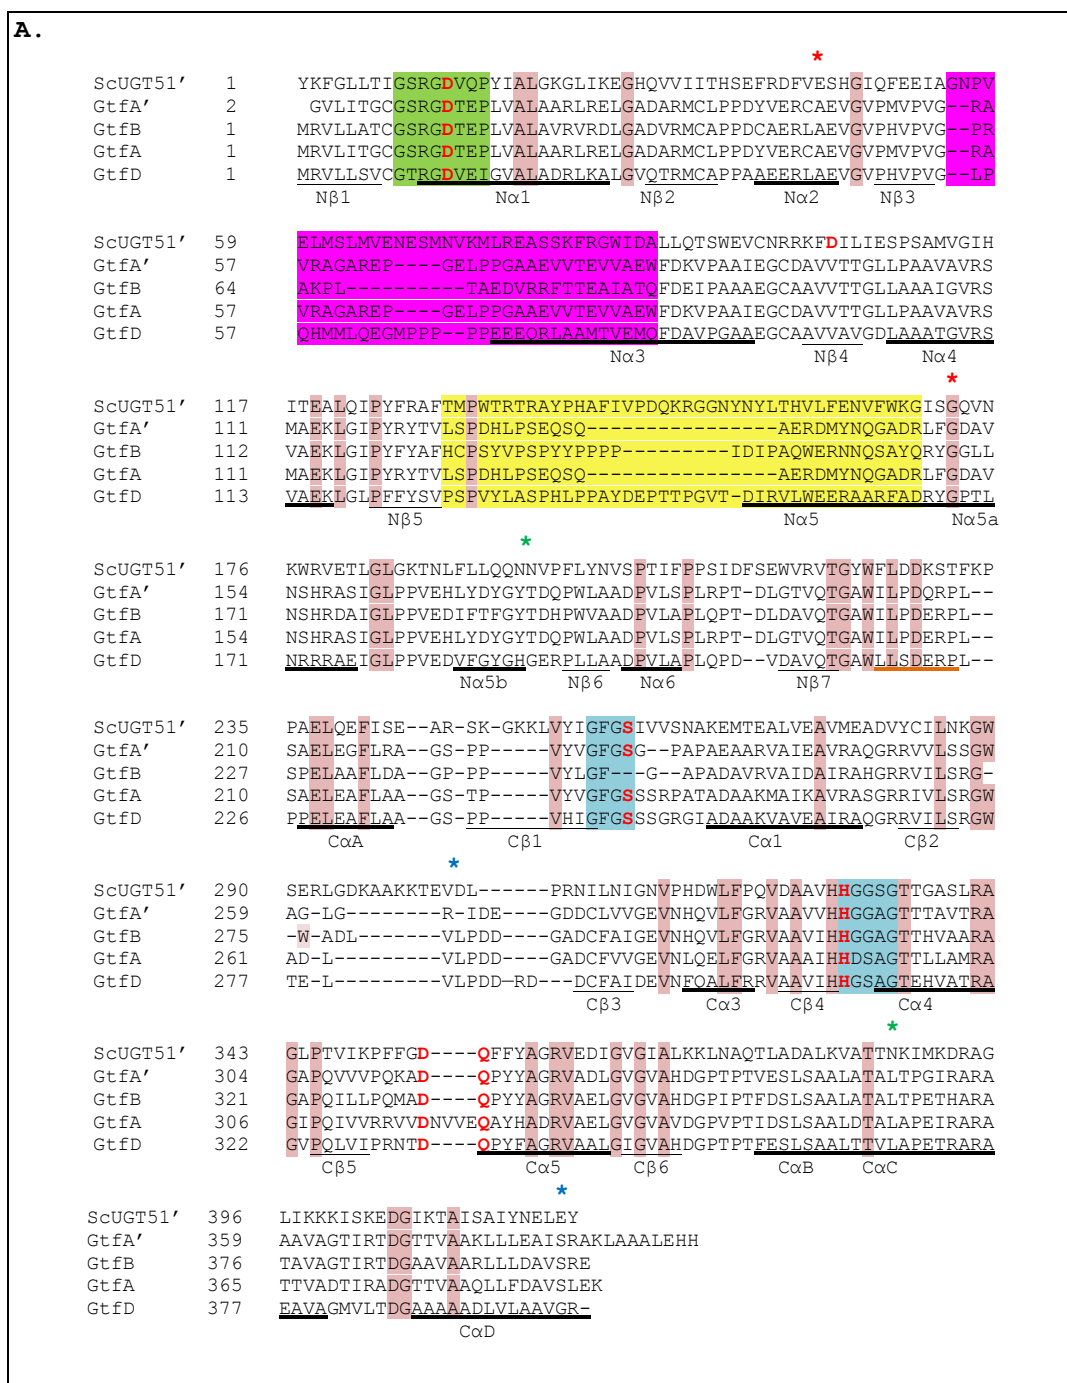 A.
*
ScUGT51' 1 YKFGLLTIGSRGDVQPYIALGKGLIKEGHQVVIITHSEFRDFVESHGIQFEEIAGNPV
GtfA' 2 GVLITGCGSRGDTEPLVALAARLRELGADARMCLPPDYVERCAEVGVPMVPVG--RA
GtfB 1 MRVLLATCGSRGDTEPLVALAVRVRDLGADVRMCAPPDCAERLAEVGVPHVPVG--PR
GtfA 1 MRVLITGCGSRGDTEPLVALAARLRELGADARMCLPPDYVERCAEVGVPMVPVG--RA
GtfD 1 MRVLLSVCGTRGDVEIGVALADRLKALGVQTRMCAPPAAEERLAEVGVPHVPVG--LP
Nβ1 Nα1 Nβ2 Nα2 Nβ3
ScUGT51' 59 ELMSLMVENESMNVKMLREASSKFRGWIDALLQTSWEVCNRRKFDILIESPSAMVGIH
GtfA' 57 VRAGAREP----GELPPGAAEVVTEVVAEWFDKVPAAIEGCDAVVTTGLLPAAVAVRS
GtfB 64 AKPL----------TAEDVRRFTTEAIATQFDEIPAAAEGCAAVVTTGLLAAAIGVRS
GtfA 57 VRAGAREP----GELPPGAAEVVTEVVAEWFDKVPAAIEGCDAVVTTGLLPAAVAVRS
GtfD 57 QHMMLQEGMPPP-PPEEEQRLAAMTVEMQFDAVPGAAEGCAAVVAVGDLAAATGVRS
Nα3 Nβ4 Nα4
*
ScUGT51' 117 ITEALQIPYFRAFTMPWTRTRAYPHAFIVPDQKRGGNYNYLTHVLFENVFWKGISGQVN
GtfA' 111 MAEKLGIPYRYTVLSPDHLPSEQSQ----------------AERDMYNQGADRLFGDAV
GtfB 112 VAEKLGIPYFYAFHCPSYVPSPYYPPPP----------IDIPAQWERNNQSAYQRYGGLL
GtfA 111 MAEKLGIPYRYTVLSPDHLPSEQSQ----------------AERDMYNQGADRLFGDAV
GtfD 113 VAEKLGLPFFYSVPSPVYLASPHLPPAYDEPTTPGVT-DIRVLWEERAARFADRYGPTL
Nβ5 Nα5 Nα5a
*
ScUGT51' 176 KWRVETLGLGKTNLFLLQQNNVPFLYNVSPTIFPPSIDFSEWVRVTGYWFLDDKSTFKP
GtfA' 154 NSHRASIGLPPVEHLYDYGYTDQPWLAADPVLSPLRPT-DLGTVQTGAWILPDQRPL--
GtfB 171 NSHRDAIGLPPVEDIFTFGYTDHPWVAADPVLAPLQPT-DLDAVQTGAWILPDERPL--
GtfA 154 NSHRASIGLPPVEHLYDYGYTDQPWLAADPVLSPLRPT-DLGTVQTGAWILPDERPL--
GtfD 171 NRRRAEIGLPPVEDVFGYGHGERPLLAADPVLAPLQPD--VDAVQTGAWLLSDERPL--
Nα5b Nβ6 Nα6 Nβ7
ScUGT51' 235 PAELQEFISE--AR-SK-GKKLVYIGFGSIVVSNAKEMTEALVEAVMEADVYCILNKGW
GtfA' 210 SAELEGFLRA--GS-PP-----VYVGFGSG--PAPAEAARVAIEAVRAQGRRVVLSSGW
GtfB 227 SPELAAFLDA--GP-PP-----VYLGF---G--APADAVRVAIDAIRAHGRRVILSRG-
GtfA 210 SAELEAFLAA--GS-TP-----VYVGFGSSSRPATADAAKMAIKAVRASGRRVILSRGW
GtfD 226 PPELEAFLAA--GS-PP-----VHIGFGSSSGRGIADAAKVAVEAIRAQGRRVILSRGW
CαA Cβ1 Cα1 Cβ2
*
ScUGT51' 290 SERLGDKAAKKTEVDL------PRNILNIGNVPHDWLFPQVDAAVHHGGSGTTGASLRA
GtfA' 259 AG-LG-------R-IDE----GDDCLVVGEVNHQVLFGRVAAVVHHGGAGTTTAVTRA
GtfB 275 -W-ADL-------VLPDD----GADCFAIGEVNHQVLFGRVAAVIHHGGAGTTHVAARA
GtfA 261 AD-L---------VLPDD----GADCFVVGEVNLQELFGRVAAAIHHDSAGTTLLAMRA
GtfD 277 TE-L---------VLPDD--RD---DCFAIDEVNFQALFRRVAAVIHHGSAGTEHVATRA
Cβ3 Cα3 Cβ4 Cα4
*
ScUGT51' 343 GLPTVIKPFFGD----QFFYAGRVEDIGVGIALKKLNAQTLADALKVATTNKIMKDRAG
GtfA' 304 GAPQVVVPQKAD----QPYYAGRVADLGVGVAHDGPTPTVESLSAALATALTPGIRARA
GtfB 321 GAPQILLPQMAD----QPYYAGRVAELGVGVAHDGPIPTFDSLSAALATALTPETHARA
GtfA 306 GIPQIVVRRVVDNVVEQAYHADRVAELGVGVAVDGPVPTIDSLSAALDTALAPEIRARA
GtfD 322 GVPQLVIPRNTD----QPYFAGRVAALGIGVAHDGPTPTFESLSAALTTVLAPETRARA
Cβ5 Cα5 Cβ6 CαB CαC
*
ScUGT51' 396 LIKKKISKEDGIKTAISAIYNELEY
GtfA' 359 AAVAGTIRTDGTTVAAKLLLEAISRAKLAAALEHH
GtfB 376 TAVAGTIRTDGAAVAARLLLDAVSRE
GtfA 365 TTVADTIRADGTTVAAQLLFDAVSLEK
GtfD 377 EAVAGMVLTDGAAAAADLVLAAVGR-
CαD